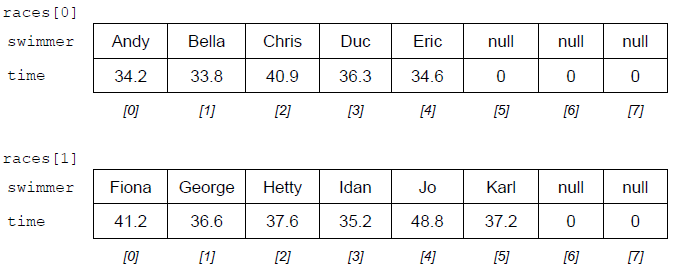 races[0]
swimmer Andy Bella Chris Duc Eric null null null
time 34.2 33.8 40.9 36.3 34.6 0 0 0
[0] [1] [2] [3] [4] [5] [6] [7]
races[1]
swimmer Fiona George Hetty Idan Jo Karl null null
time 41.2 36.6 37.6 35.2 48.8 37.2 0 0
[0] [1] [2] [3] [4] [5] [6] [7]